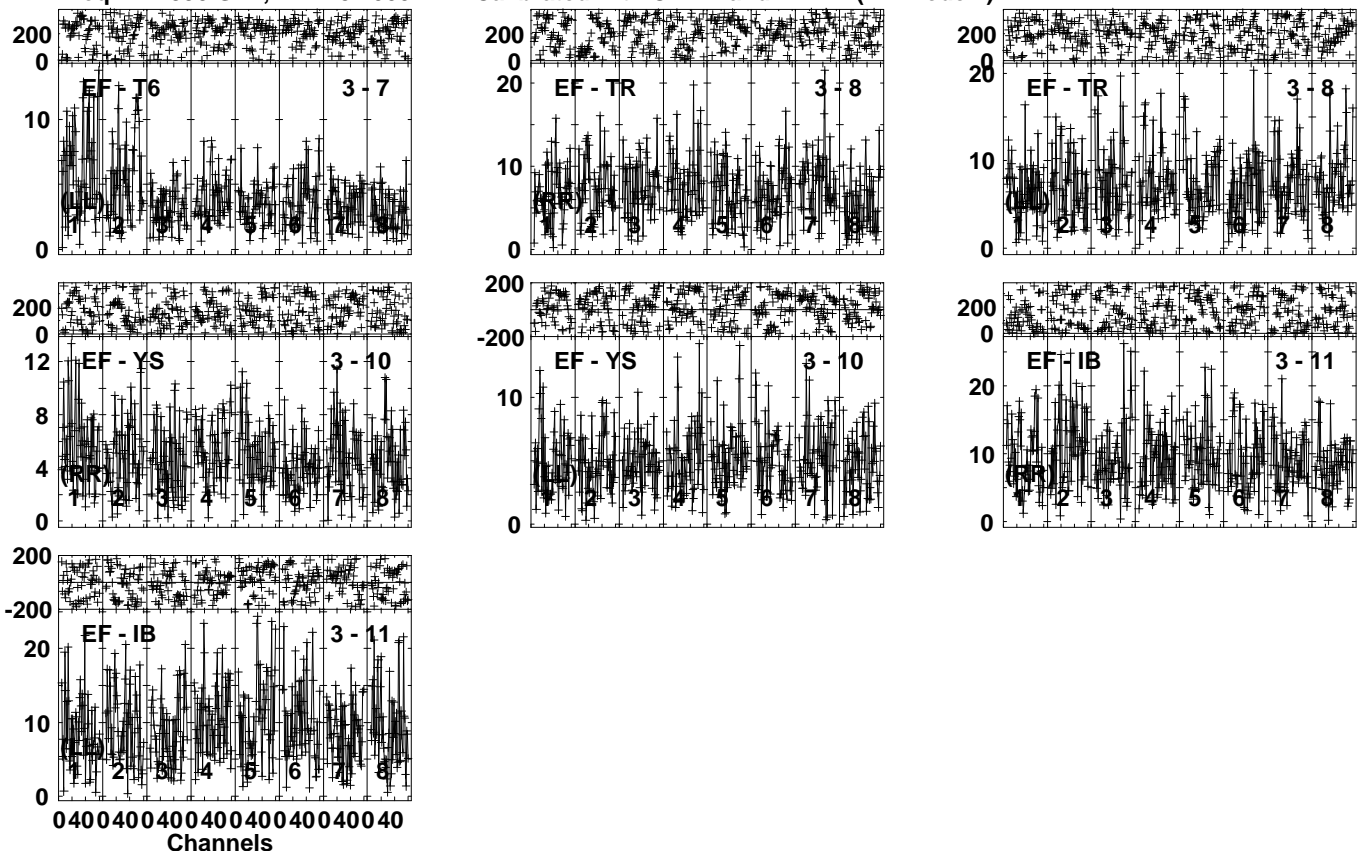 200
0
EF - T6 3 - 7
10
(LL)
1 2 3 4 5 6 7 8
0
200
0
20
EF - TR 3 - 8
10
(RR)
1 2 3 4 5 6 7 8
0
200
0
20
EF - TR 3 - 8
10
(LL)
1 2 3 4 5 6 7 8
0
200
0
12
EF - YS 3 - 10
8
4
(RR)
1 2 3 4 5 6 7 8
0
200
-200
EF - YS 3 - 10
10
(LL)
1 2 3 4 5 6 7 8
0
200
0
EF - IB 3 - 11
20
10
(RR)
1 2 3 4 5 6 7 8
0
200
-200
EF - IB 3 - 11
20
10
(LL)
1 2 3 4 5 6 7 8
0
0 40 0 40 0 40 0 40 0 40 0 40 0 40 0 40
Channels